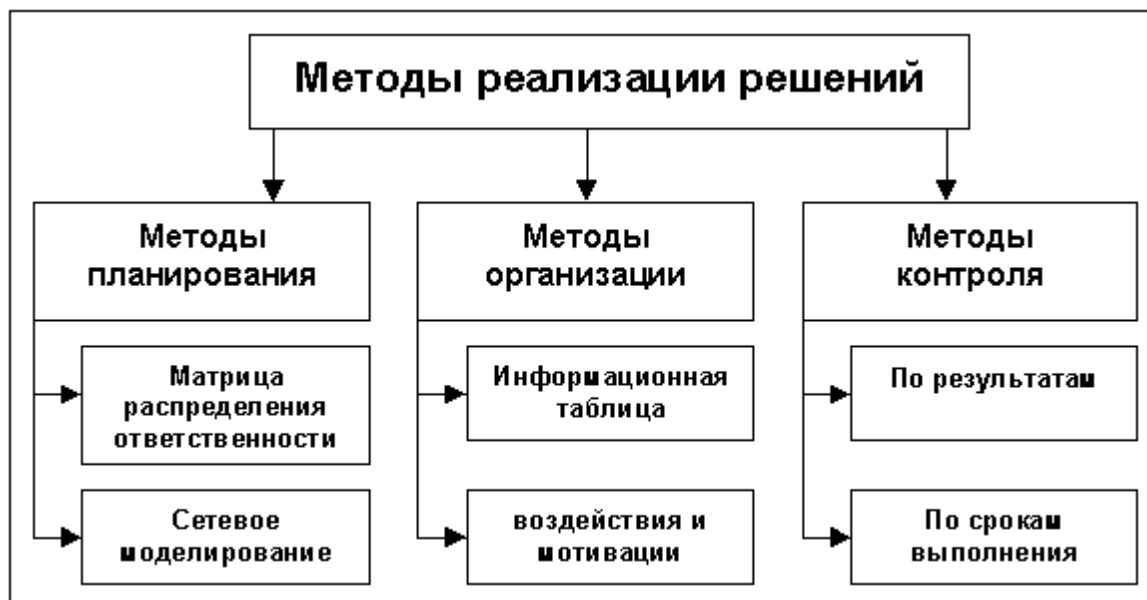 Методы реализации решений
Методы
планирования
Методы
организации
Методы
контроля
Матрица
распределения
ответственности
Информационная
таблица
По результатам
Сетевое
моделирование
воздействия и
мотивации
По срокам
выполнения